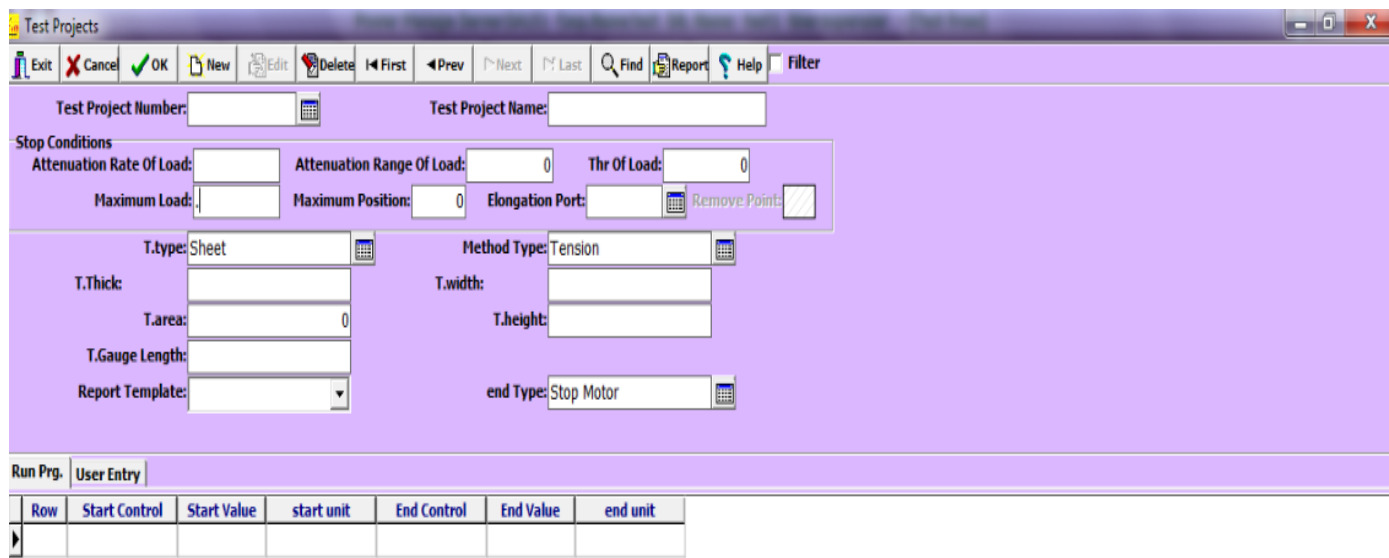 Test Projects
Exit Cancel OK New Edit Delete First Prev Next Last Find Report Help Filter
Test Project Number: Test Project Name:
Stop Conditions
Attenuation Rate Of Load: Attenuation Range Of Load: 0 Thr Of Load: 0
Maximum Load: . Maximum Position: 0 Elongation Port: Remove Point:
T.type: Sheet Method Type: Tension
T.Thick: T.width:
T.area: 0 T.height:
T.Gauge Length:
Report Template: end Type: Stop Motor
Run Prg. User Entry
Row Start Control Start Value start unit End Control End Value end unit